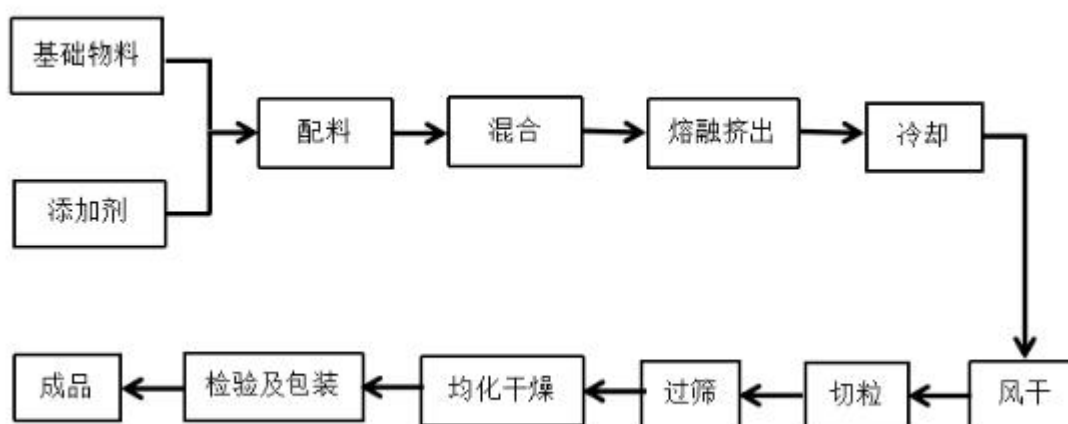 基础物料
添加剂
配料
混合
熔融挤出
冷却
风干
切粒
过筛
均化干燥
检验及包装
成品